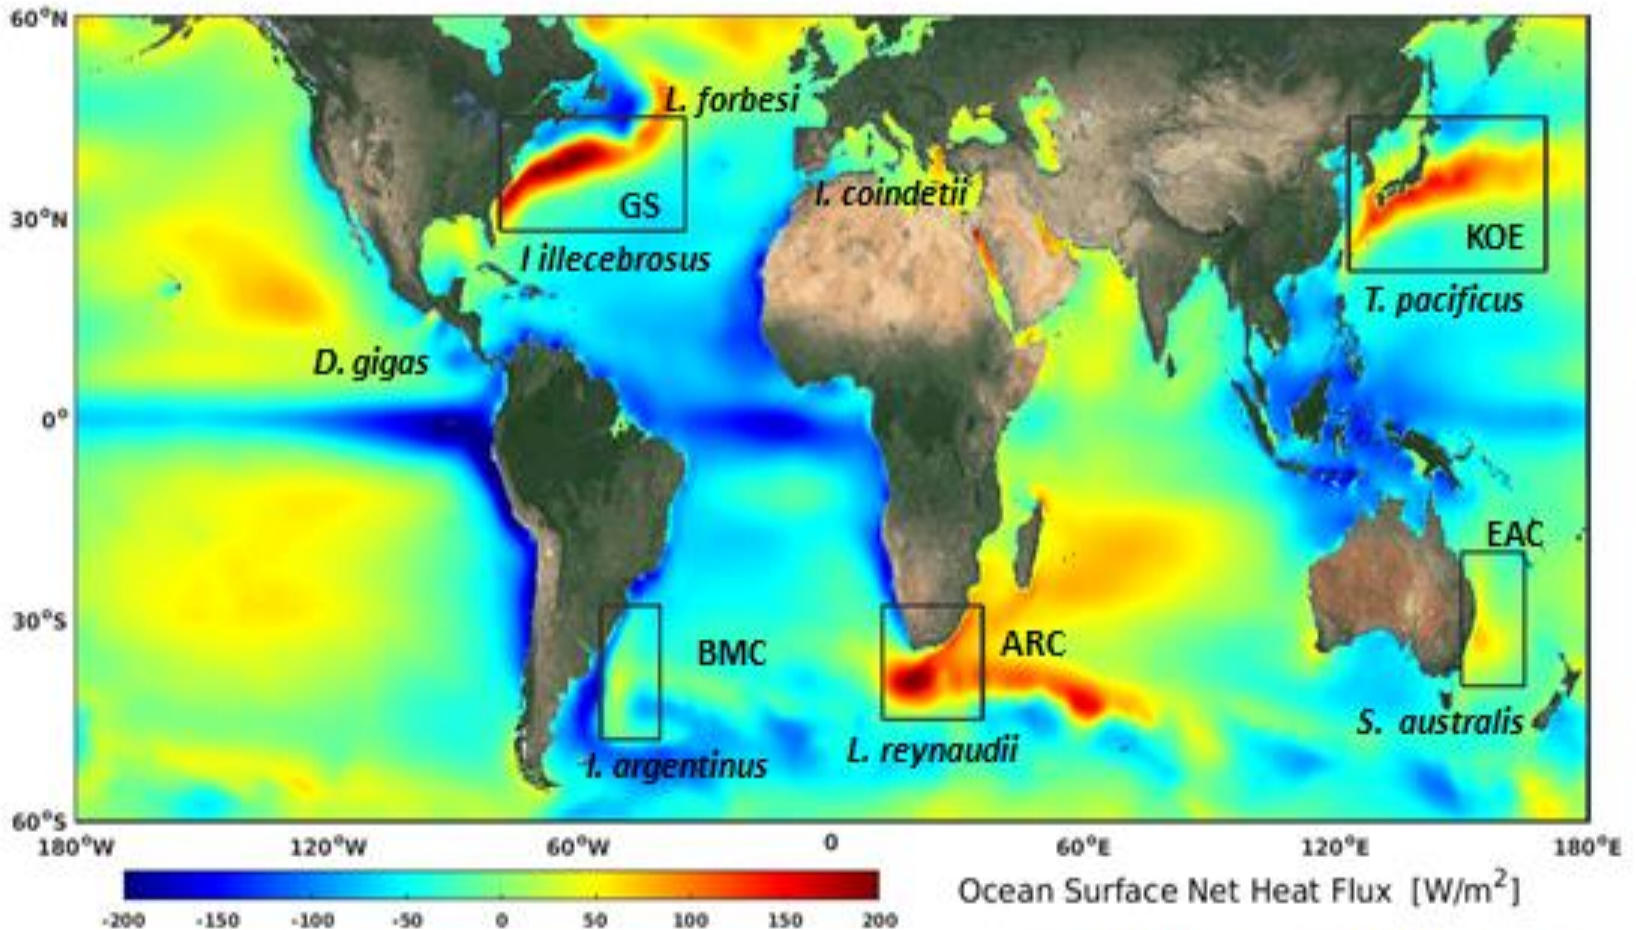 60°N
L. forbesi
I. coindetii
GS
30°N
KOE
I illecebrosus
T. pacificus
D. gigas
0°
EAC
30°S
BMC
ARC
S. australis
L. reynaudii
I. argentinus
60°S
180°W 120°W 60°W 0 60°E 120°E 180°E
Ocean Surface Net Heat Flux [W/m²]
-200 -150 -100 -50 0 50 100 150 200